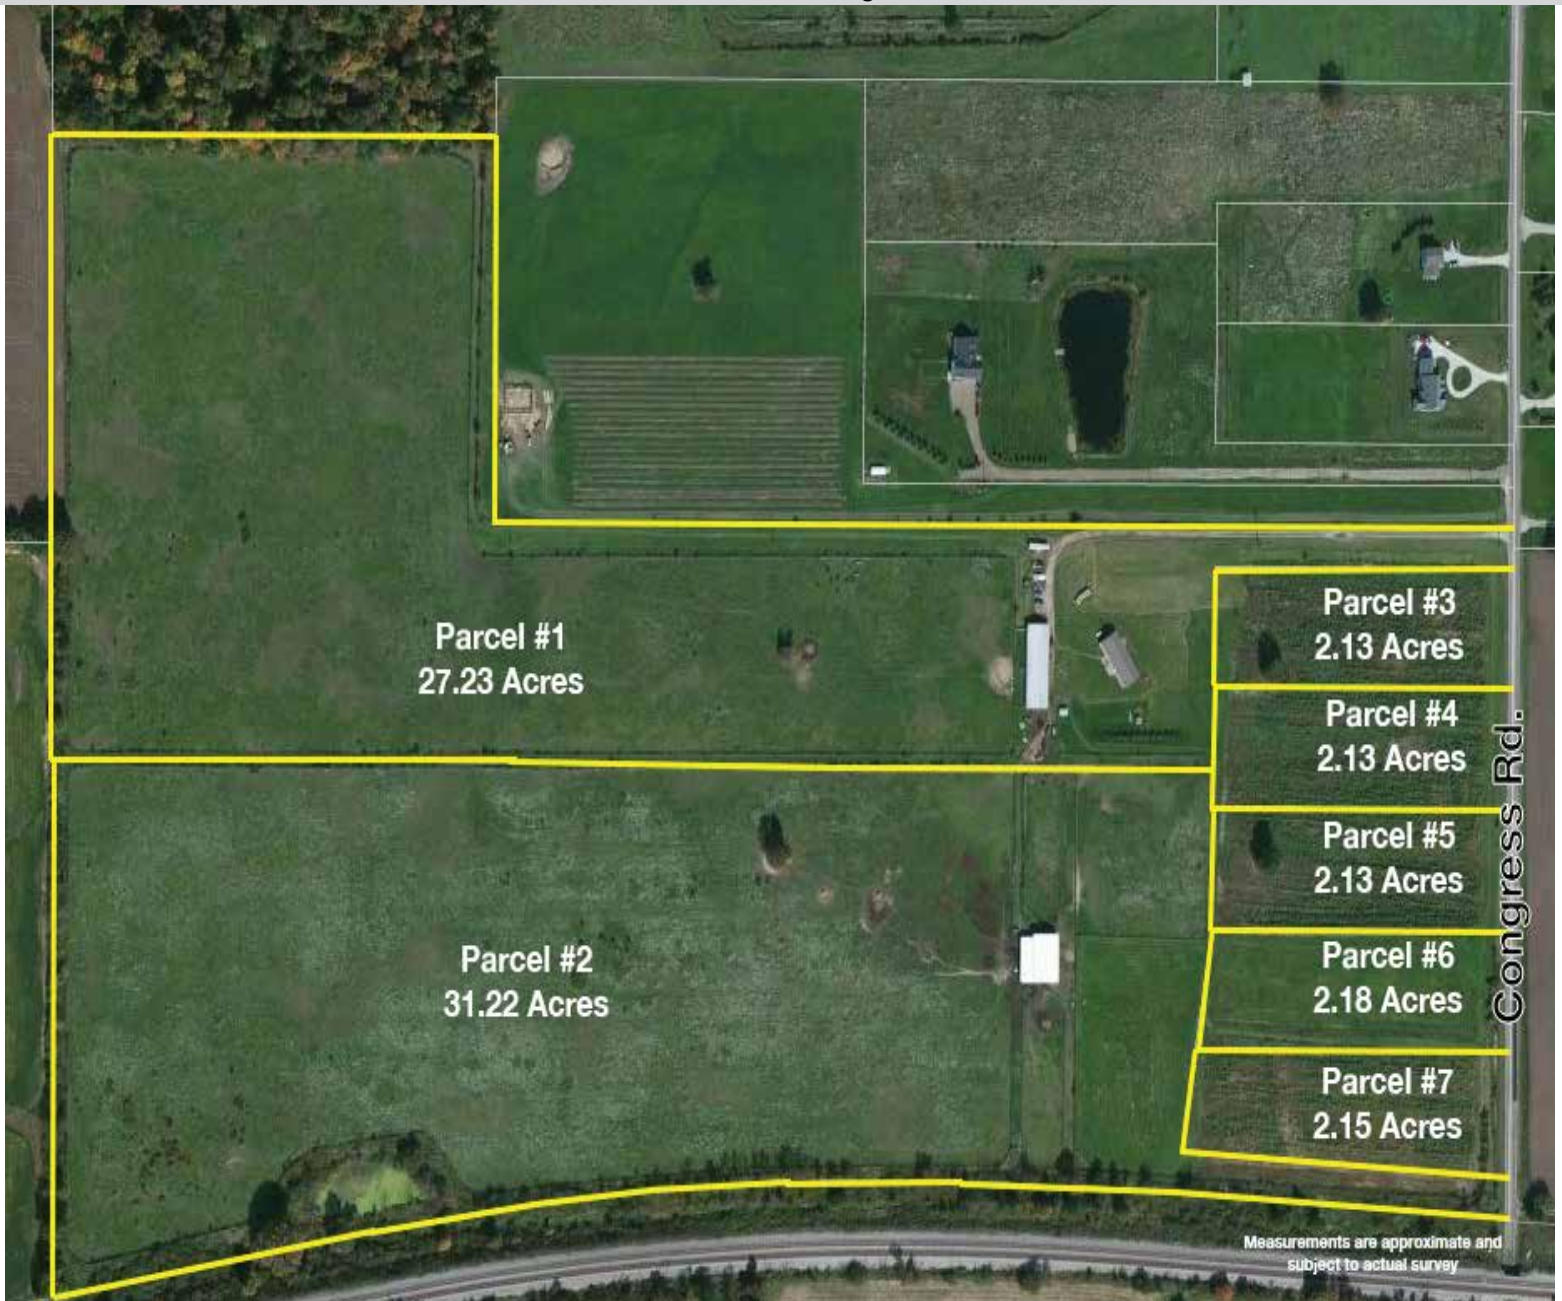 Parcel #1
27.23 Acres
Parcel #2
31.22 Acres
Parcel #3
2.13 Acres
Parcel #4
2.13 Acres
Parcel #5
2.13 Acres
Parcel #6
2.18 Acres
Parcel #7
2.15 Acres
Congress Rd.
Measurements are approximate and
subject to actual survey